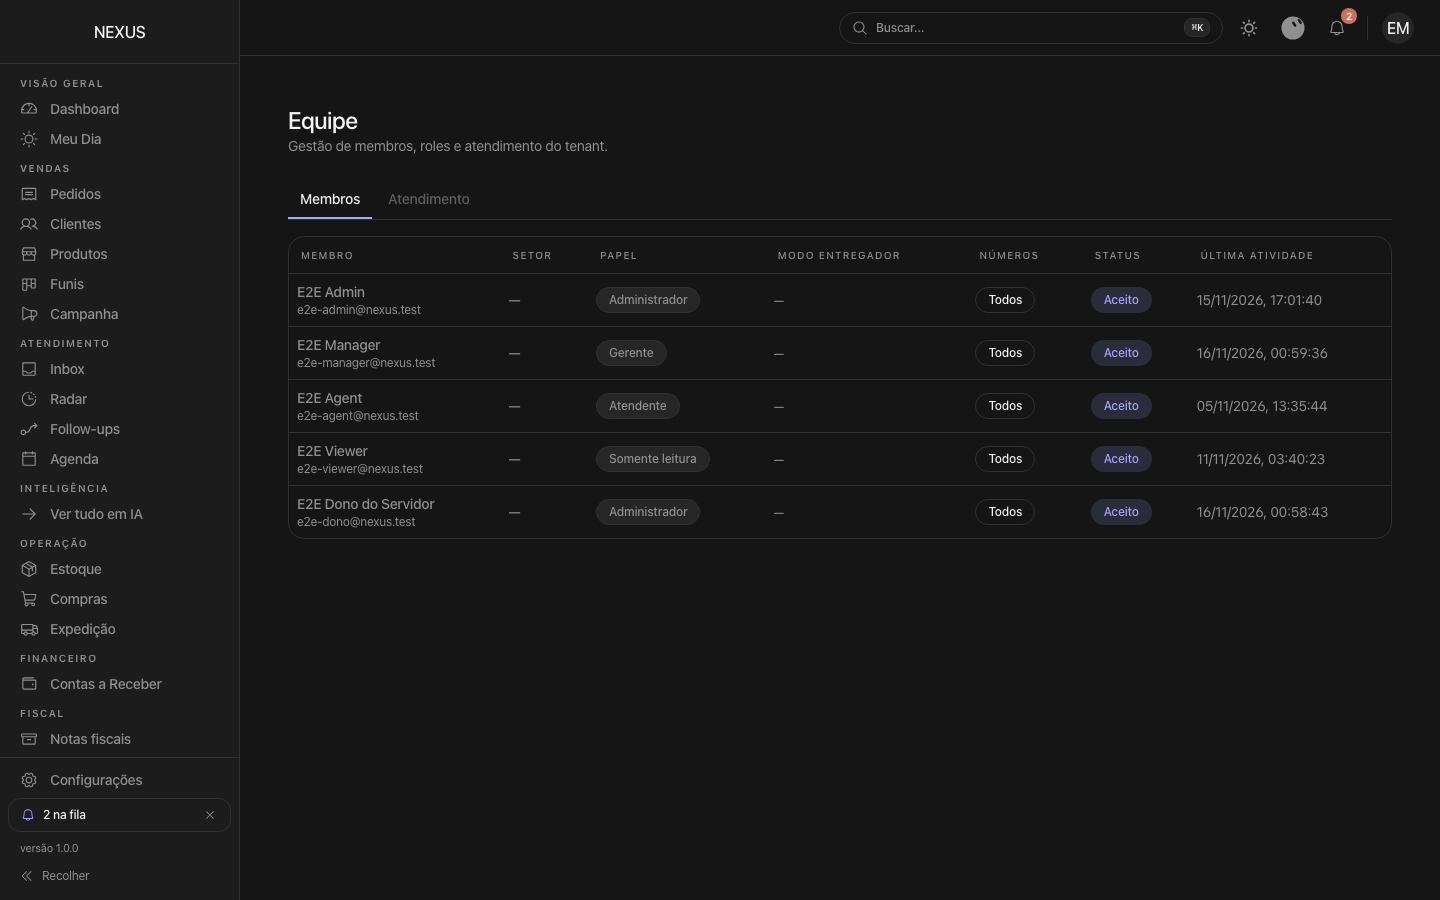 NEXUS
Buscar...
⌘K
2
EM
VISÃO GERAL
Dashboard
Meu Dia
VENDAS
Pedidos
Clientes
Produtos
Funis
Campanha
ATENDIMENTO
Inbox
Radar
Follow-ups
Agenda
INTELIGÊNCIA
Ver tudo em IA
OPERAÇÃO
Estoque
Compras
Expedição
FINANCEIRO
Contas a Receber
FISCAL
Notas fiscais
Configurações
2 na fila
versão 1.0.0
Recolher
Equipe
Gestão de membros, roles e atendimento do tenant.
Membros Atendimento
MEMBRO SETOR PAPEL MODO ENTREGADOR NÚMEROS STATUS ÚLTIMA ATIVIDADE
E2E Admin
e2e-admin@nexus.test — Administrador — Todos Aceito 15/11/2026, 17:01:40
E2E Manager
e2e-manager@nexus.test — Gerente — Todos Aceito 16/11/2026, 00:59:36
E2E Agent
e2e-agent@nexus.test — Atendente — Todos Aceito 05/11/2026, 13:35:44
E2E Viewer
e2e-viewer@nexus.test — Somente leitura — Todos Aceito 11/11/2026, 03:40:23
E2E Dono do Servidor
e2e-dono@nexus.test — Administrador — Todos Aceito 16/11/2026, 00:58:43